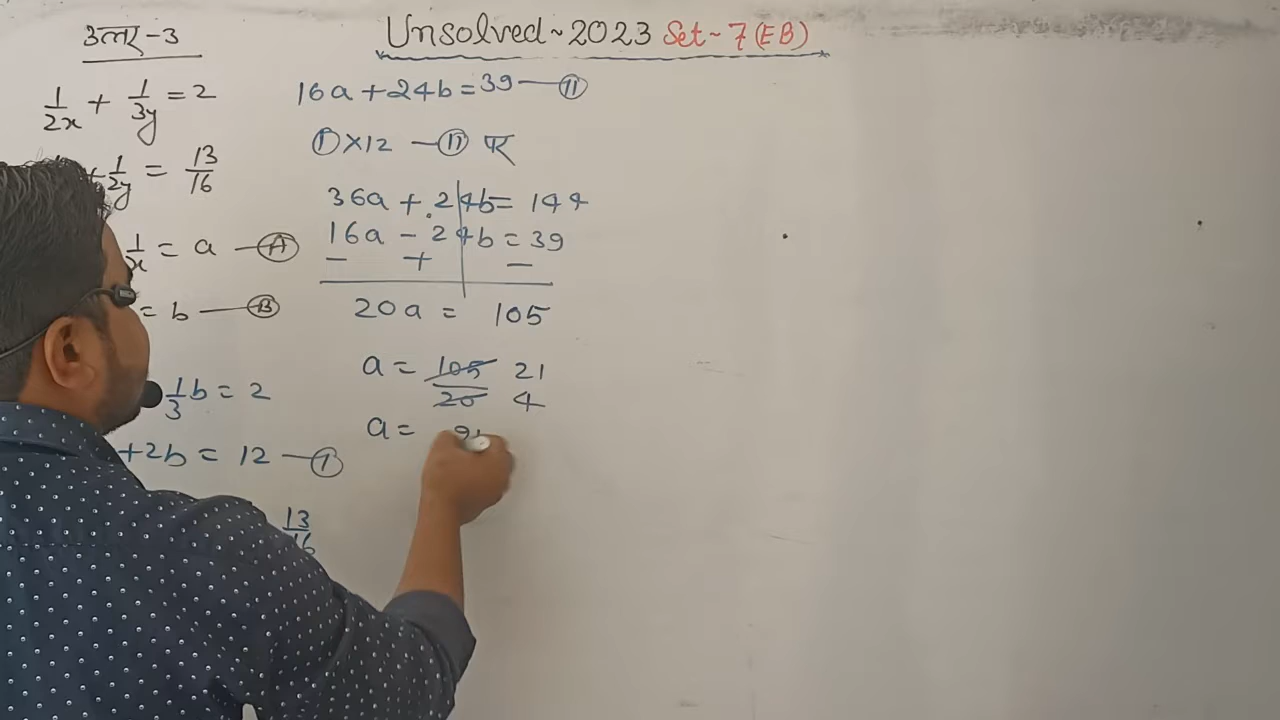 Unsolved~2023 Set~7(EB)
उत्तर-3
1/2x + 1/3y = 2
+ 1/2y = 13/16
1/x = a —Ⓐ
= b —Ⓑ
1/3 b = 2
+2b = 12 —Ⓘ
13/16
16a + 24b = 39 —Ⓘ︎Ⓘ
Ⓘ×12 —ⒾⒾ पर
36a + 24b = 144
16a - 24b = 39
- + -
20a = 105
a = 105/20 21/4
a =